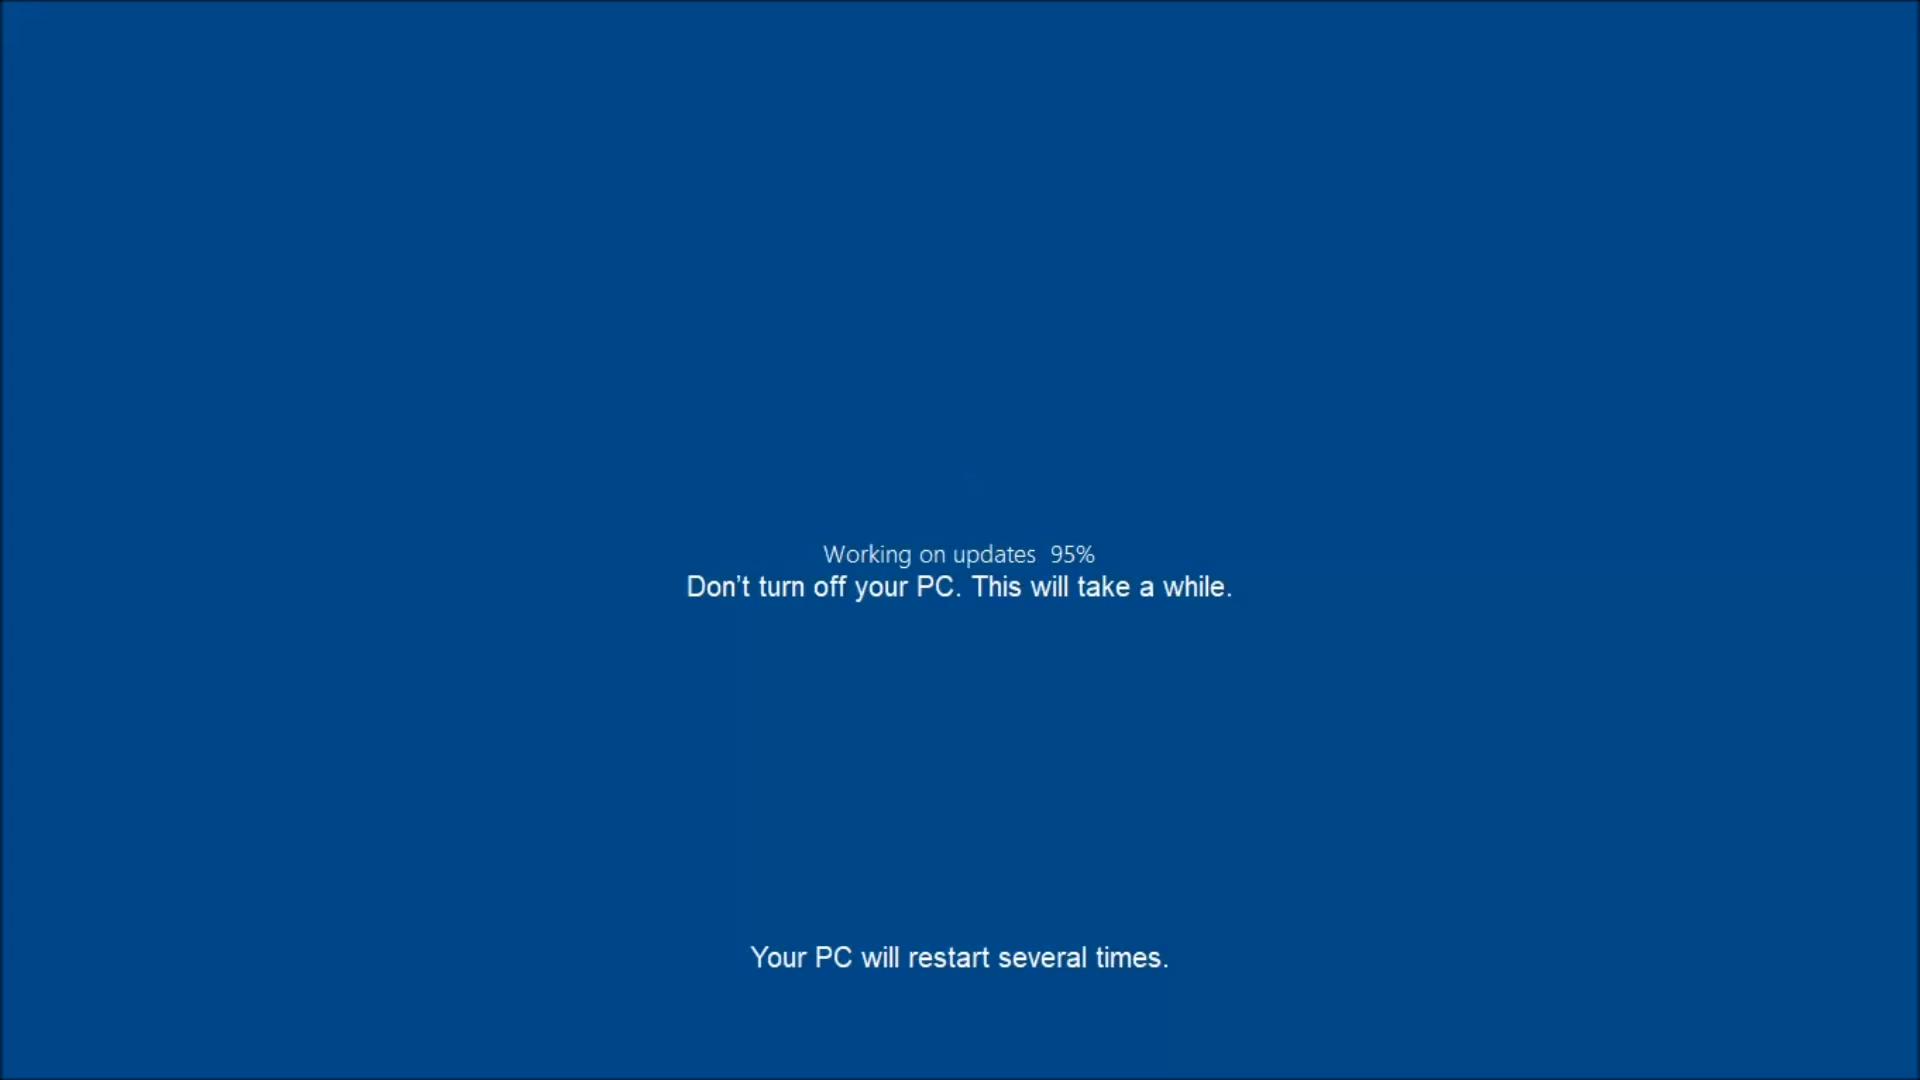 Working on updates  95%
Don’t turn off your PC. This will take a while.
Your PC will restart several times.